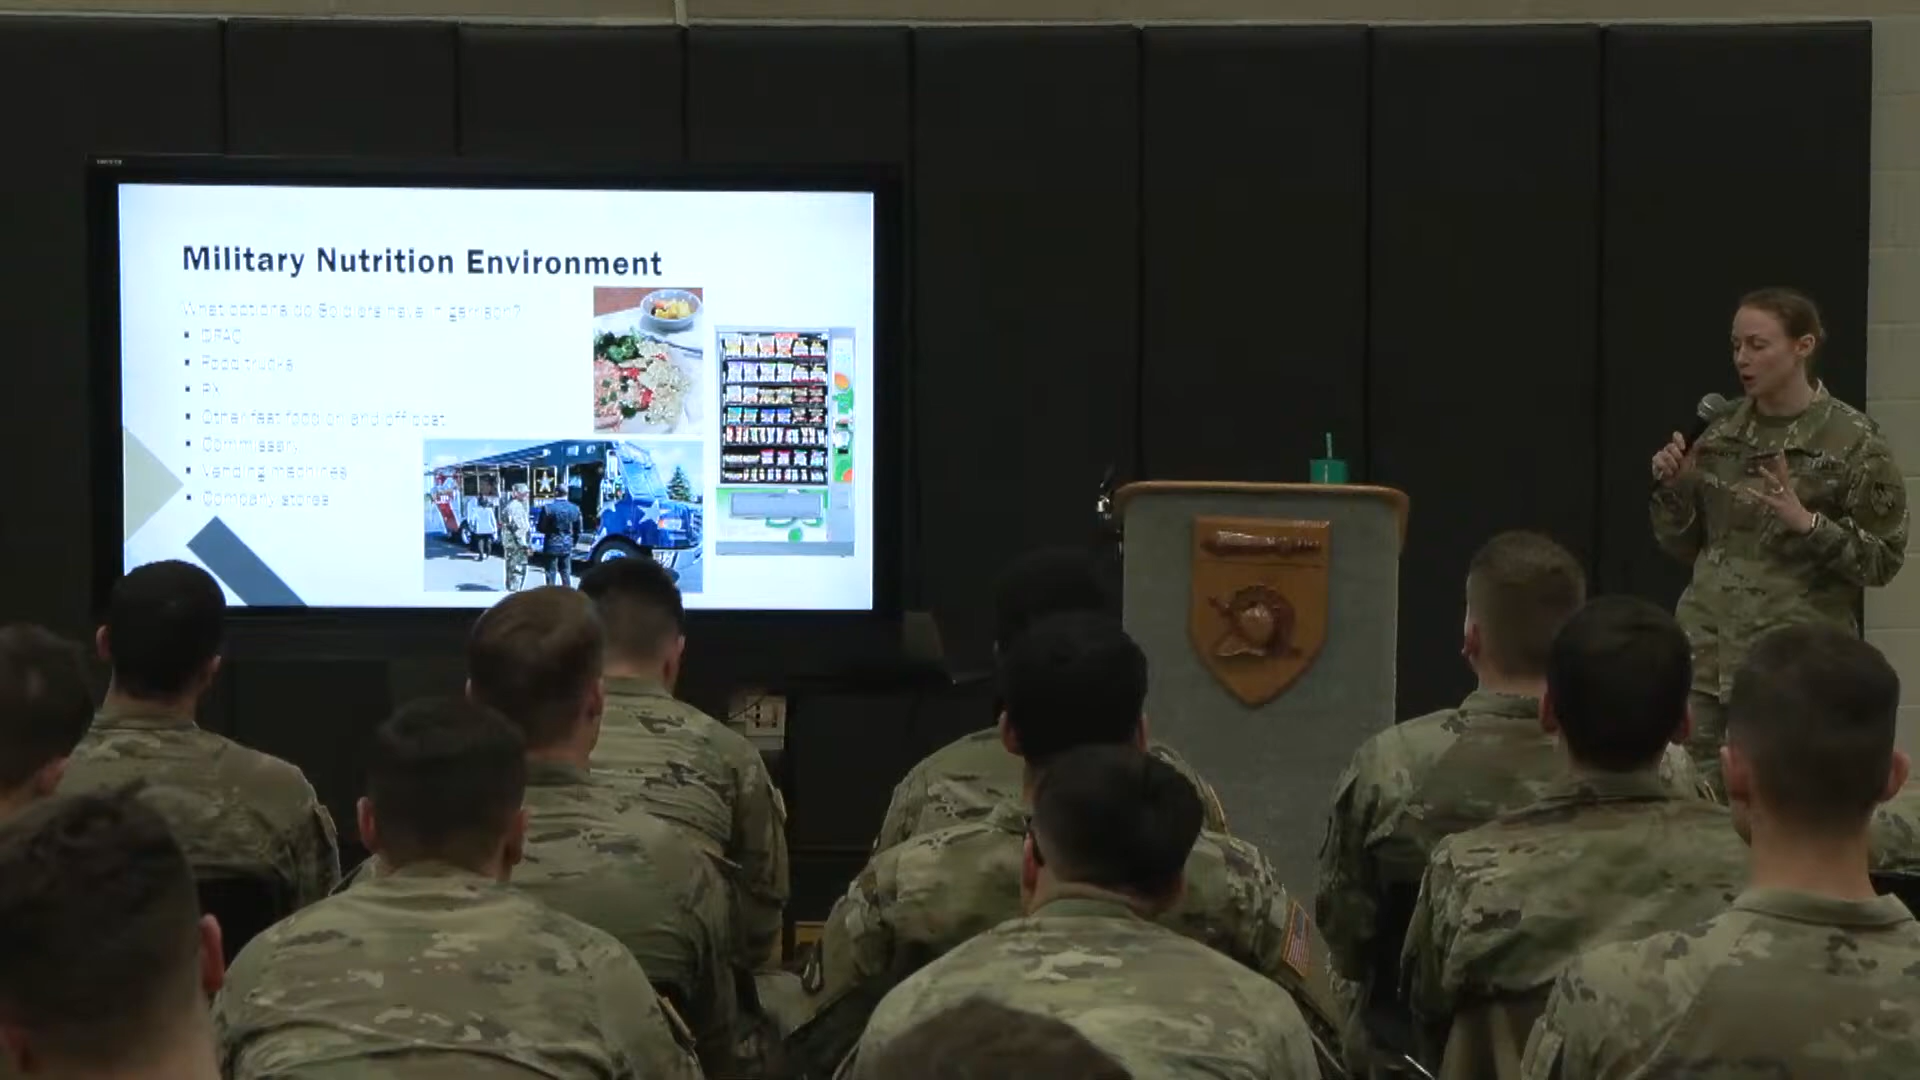 Military Nutrition Environment
What options do Soldiers have in garrison?
▪ DFAC
▪ Food trucks
▪ PX
▪ Other fast food on and off post
▪ Commissary
▪ Vending machines
▪ Company stores